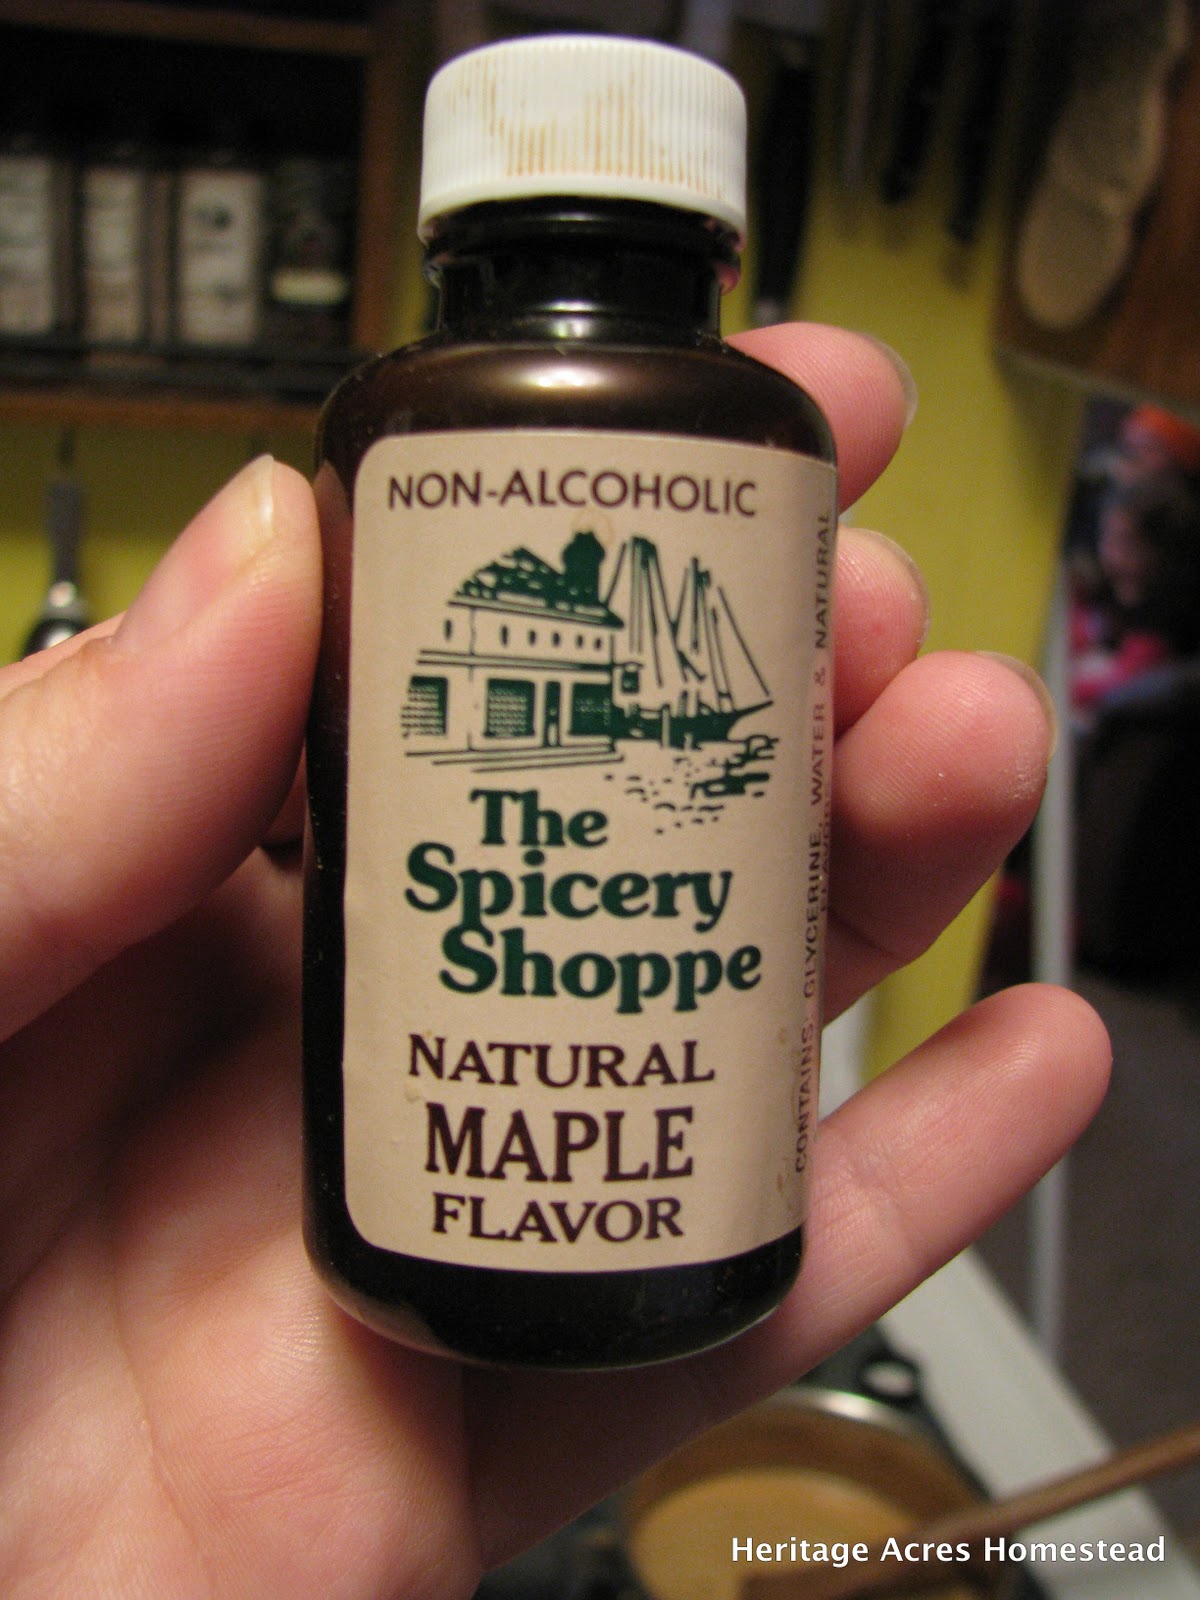 NON-ALCOHOLIC
The
Spicery
Shoppe
NATURAL
MAPLE
FLAVOR
CONTAINS: GLYCERINE, WATER & NATURAL
Heritage Acres Homestead